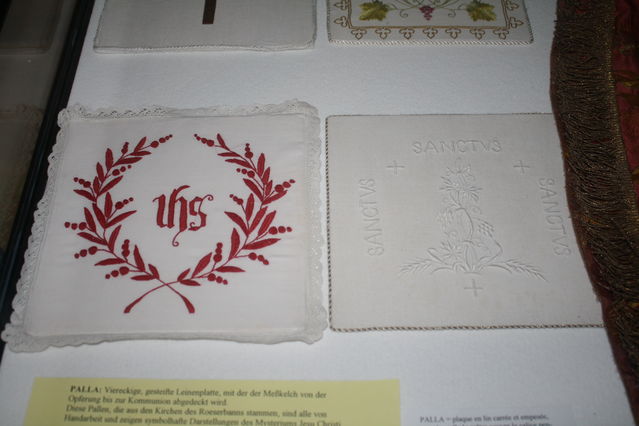 SANCTVS
SANCTVS
SANCTVS
ihs
PALLA: Viereckige, gesteifte Leinenplatte, mit der der Meßkelch von der
Opferung bis zur Kommunion abgedeckt wird.
Diese Pallen, die aus den Kirchen des Roeserbanns stammen, sind alle von
Handarbeit und zeigen symbolhafte Darstellungen des Mysteriums Jesu Christi
PALLA = plaque en lin carrée et empesée,